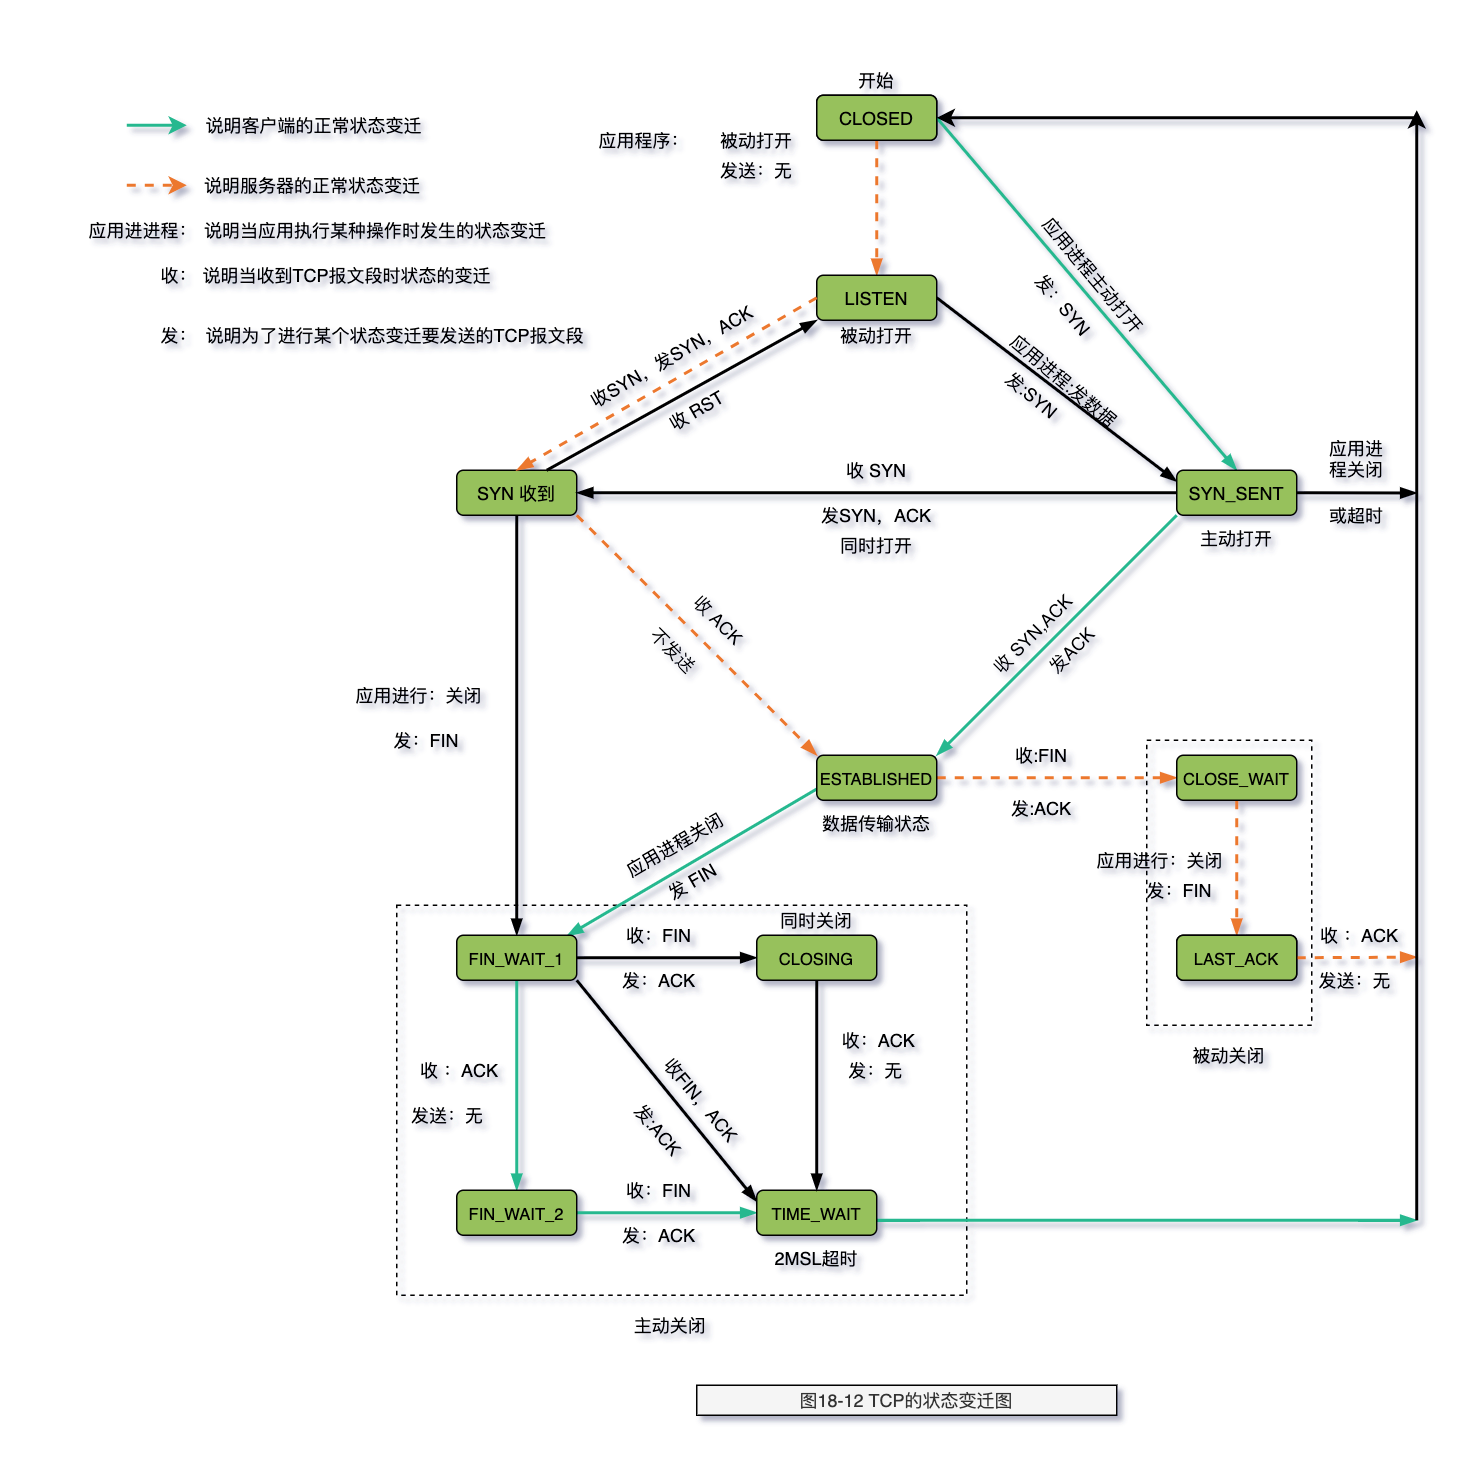 开始
CLOSED
说明客户端的正常状态变迁
应用程序： 被动打开
发送：无
说明服务器的正常状态变迁
应用进进程： 说明当应用执行某种操作时发生的状态变迁
收： 说明当收到TCP报文段时状态的变迁
发： 说明为了进行某个状态变迁要发送的TCP报文段
应用进程主动打开
发：SYN
LISTEN
被动打开
收SYN，发SYN，ACK
收 RST
应用进程:发数据
发:SYN
SYN 收到
收 SYN
发SYN，ACK
同时打开
SYN_SENT
主动打开
应用进
程关闭
或超时
收 ACK
不发送
收 SYN,ACK
发ACK
应用进行：关闭
发：FIN
ESTABLISHED
数据传输状态
收:FIN
发:ACK
CLOSE_WAIT
应用进行：关闭
发：FIN
LAST_ACK
收 ：ACK
发送：无
被动关闭
应用进程关闭
发 FIN
同时关闭
FIN_WAIT_1
收：FIN
发：ACK
CLOSING
收 ：ACK
发送：无
收FIN，ACK
发:ACK
收：ACK
发：无
FIN_WAIT_2
收：FIN
发：ACK
TIME_WAIT
2MSL超时
主动关闭
图18-12 TCP的状态变迁图